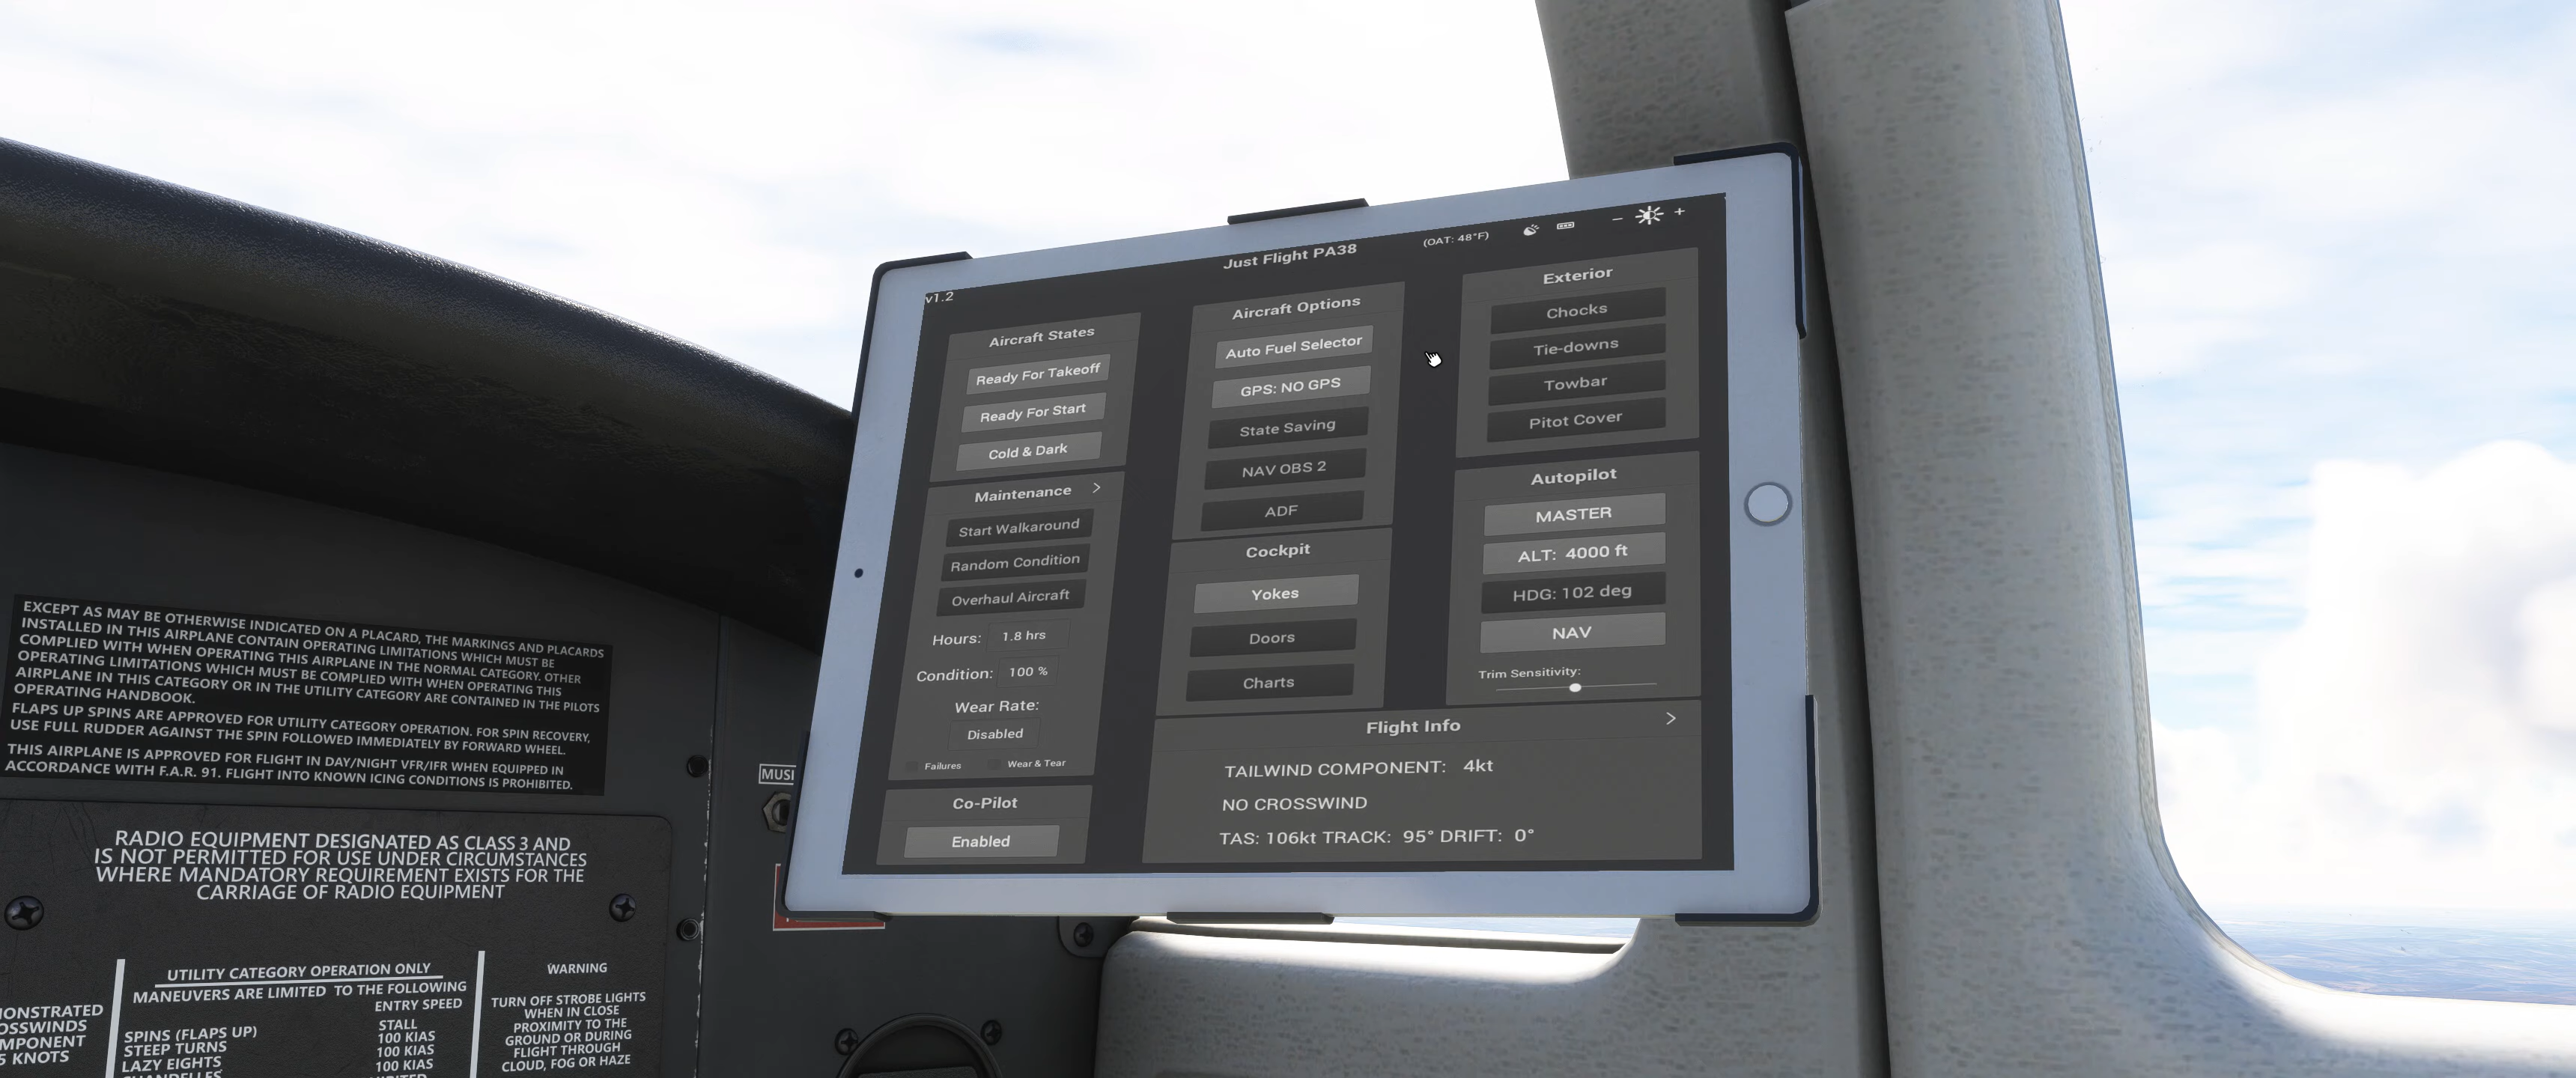 EXCEPT AS MAY BE OTHERWISE INDICATED ON A PLACARD, THE MARKINGS AND PLACARDS
INSTALLED IN THIS AIRPLANE CONTAIN OPERATING LIMITATIONS WHICH MUST BE
COMPLIED WITH WHEN OPERATING THIS AIRPLANE IN THE NORMAL CATEGORY. OTHER
OPERATING LIMITATIONS WHICH MUST BE COMPLIED WITH WHEN OPERATING THIS
AIRPLANE IN THIS CATEGORY OR IN THE UTILITY CATEGORY ARE CONTAINED IN THE PILOTS
OPERATING HANDBOOK.
FLAPS UP SPINS ARE APPROVED FOR UTILITY CATEGORY OPERATION. FOR SPIN RECOVERY,
USE FULL RUDDER AGAINST THE SPIN FOLLOWED IMMEDIATELY BY FORWARD WHEEL.
THIS AIRPLANE IS APPROVED FOR FLIGHT IN DAY/NIGHT VFR/IFR WHEN EQUIPPED IN
ACCORDANCE WITH F.A.R. 91. FLIGHT INTO KNOWN ICING CONDITIONS IS PROHIBITED.
RADIO EQUIPMENT DESIGNATED AS CLASS 3 AND
IS NOT PERMITTED FOR USE UNDER CIRCUMSTANCES
WHERE MANDATORY REQUIREMENT EXISTS FOR THE
CARRIAGE OF RADIO EQUIPMENT
ONSTRATED
OSSWINDS
MPONENT
5 KNOTS
UTILITY CATEGORY OPERATION ONLY
MANEUVERS ARE LIMITED TO THE FOLLOWING
ENTRY SPEED
SPINS (FLAPS UP) STALL
STEEP TURNS 100 KIAS
LAZY EIGHTS 100 KIAS
CHANDELLES 100 KIAS
WARNING
TURN OFF STROBE LIGHTS
WHEN IN CLOSE
PROXIMITY TO THE
GROUND OR DURING
FLIGHT THROUGH
CLOUD, FOG OR HAZE
MUSI
v1.2
Just Flight PA38
(OAT: 48°F)
− +
Aircraft States
Ready For Takeoff
Ready For Start
Cold & Dark
Maintenance >
Start Walkaround
Random Condition
Overhaul Aircraft
Hours: 1.8 hrs
Condition: 100 %
Wear Rate:
Disabled
Failures Wear & Tear
Co-Pilot
Enabled
Aircraft Options
Auto Fuel Selector
GPS: NO GPS
State Saving
NAV OBS 2
ADF
Cockpit
Yokes
Doors
Charts
Exterior
Chocks
Tie-downs
Towbar
Pitot Cover
Autopilot
MASTER
ALT: 4000 ft
HDG: 102 deg
NAV
Trim Sensitivity:
Flight Info >
TAILWIND COMPONENT: 4kt
NO CROSSWIND
TAS: 106kt TRACK: 95° DRIFT: 0°